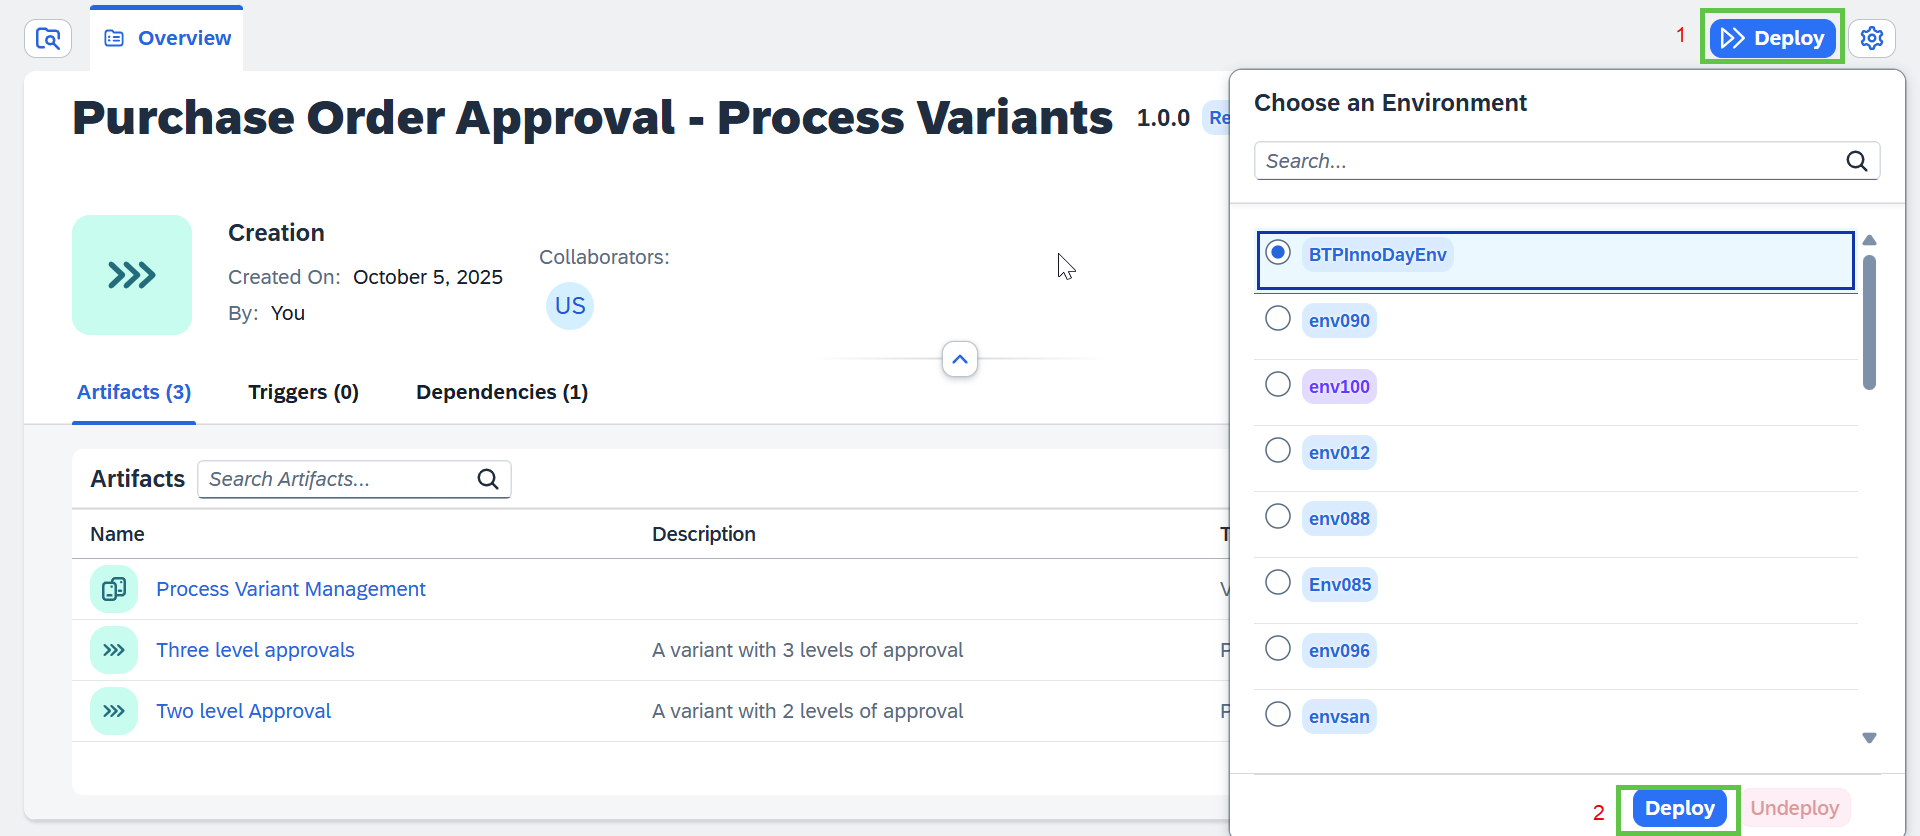 Overview
1
Deploy
Purchase Order Approval - Process Variants 1.0.0 Re
Choose an Environment
Search...
Creation
Created On: October 5, 2025
By: You
Collaborators:
US
BTPInnoDayEnv
env090
env100
env012
env088
Env085
env096
envsan
Artifacts (3) Triggers (0) Dependencies (1)
Artifacts Search Artifacts...
Name Description T
Process Variant Management V
Three level approvals A variant with 3 levels of approval P
Two level Approval A variant with 2 levels of approval P
2 Deploy Undeploy